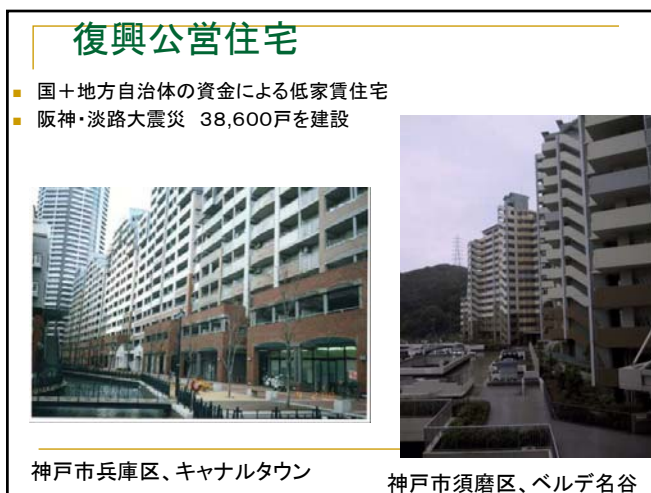 復興公営住宅
国＋地方自治体の資金による低家賃住宅
阪神・淡路大震災　38,600戸を建設
神戸市兵庫区、キャナルタウン
神戸市須磨区、ベルデ名谷